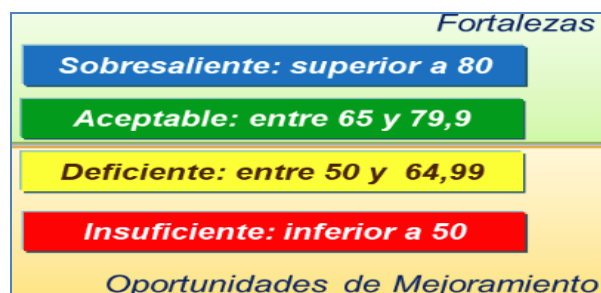 Fortalezas
Sobresaliente: superior a 80
Aceptable: entre 65 y 79,9
Deficiente: entre 50 y 64,99
Insuficiente: inferior a 50
Oportunidades de Mejoramiento